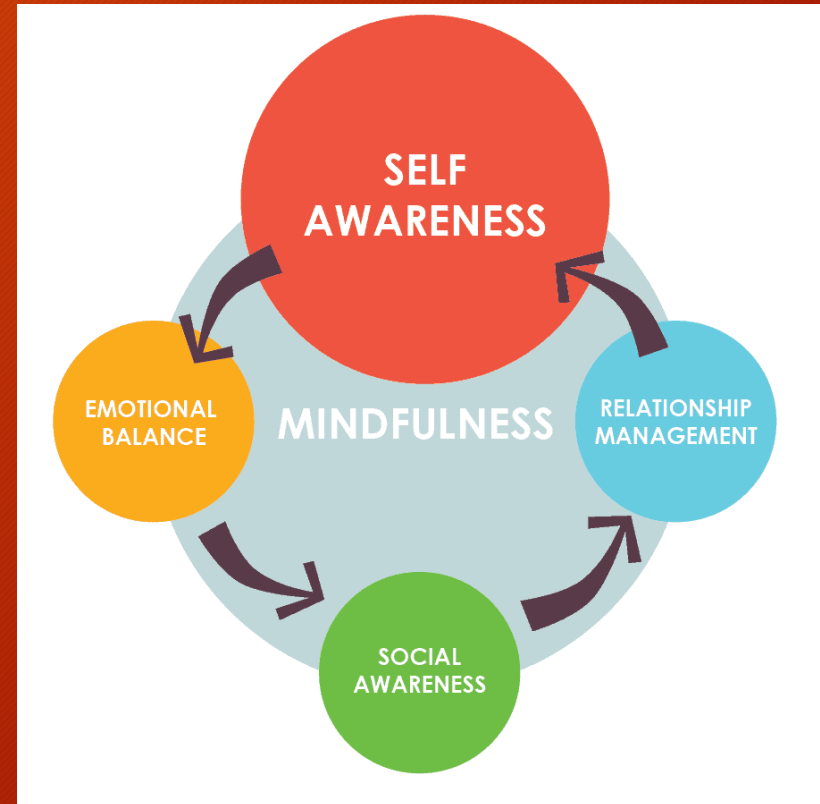 SELF
AWARENESS
EMOTIONAL
BALANCE
MINDFULNESS
RELATIONSHIP
MANAGEMENT
SOCIAL
AWARENESS